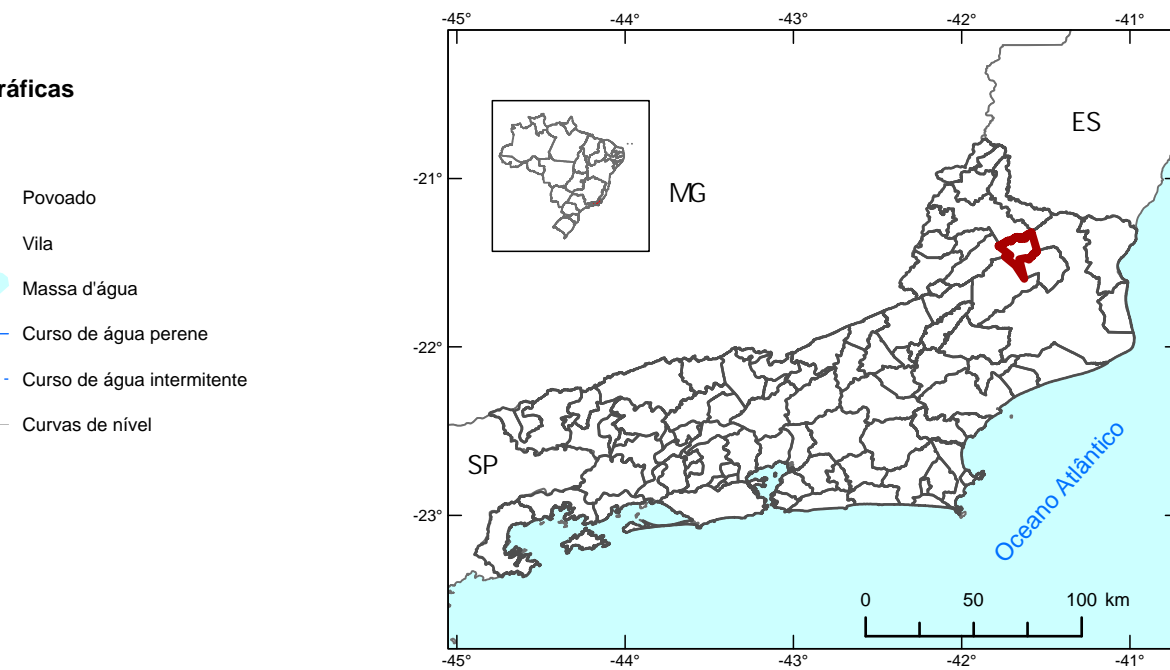 ráficas
Povoado
Vila
Massa d'água
Curso de água perene
Curso de água intermitente
Curvas de nível
-45° -44° -43° -42° -41°
ES
MG
-21°
-22°
SP
-23°
Oceano Atlântico
0 50 100 km
-45° -44° -43° -42° -41°